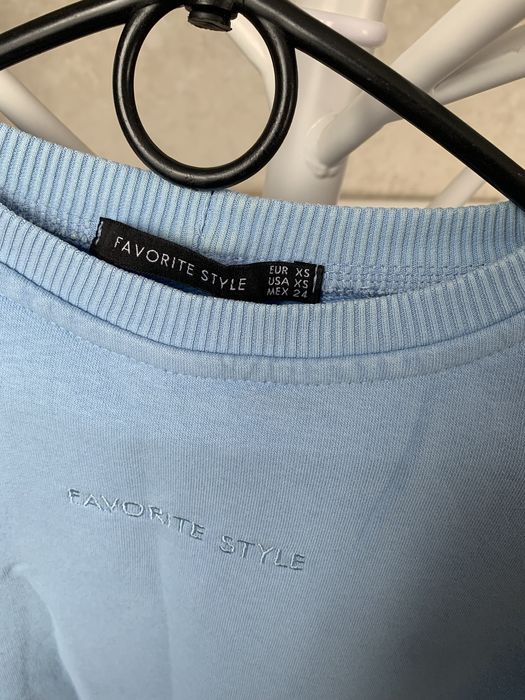 FAVORITE STYLE
EUR XS
USA XS
MEX 24
FAVORITE STYLE